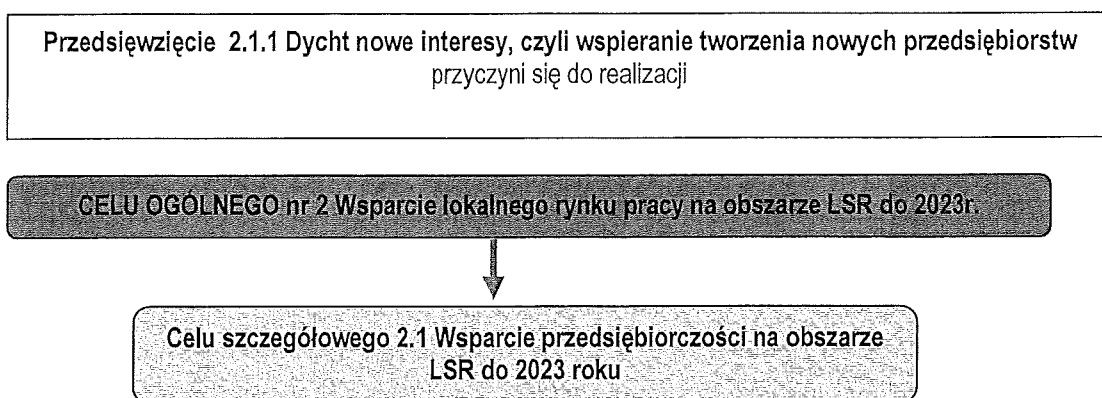 Przedsięwzięcie 2.1.1 Dycht nowe interesy, czyli wspieranie tworzenia nowych przedsiębiorstw
przyczyni się do realizacji
CELU OGÓLNEGO nr 2 Wsparcie lokalnego rynku pracy na obszarze LSR do 2023r.
Celu szczegółowego 2.1 Wsparcie przedsiębiorczości na obszarze
LSR do 2023 roku